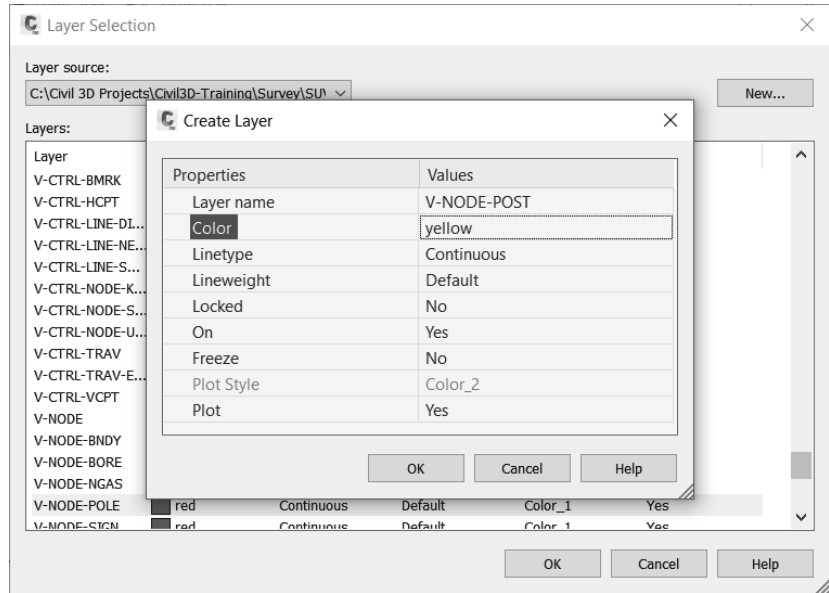 Layer Selection
Layer source:
C:\Civil 3D Projects\Civil3D-Training\Survey\SU
New...
Layers:
Layer
V-CTRL-BMRK
V-CTRL-HCPT
V-CTRL-LINE-DI...
V-CTRL-LINE-NE...
V-CTRL-LINE-S...
V-CTRL-NODE-K...
V-CTRL-NODE-S...
V-CTRL-NODE-U...
V-CTRL-TRAV
V-CTRL-TRAV-E...
V-CTRL-VCPT
V-NODE
V-NODE-BNDY
V-NODE-BORE
V-NODE-NGAS
V-NODE-POLE red Continuous Default Color_1 Yes
V-NODE-SIGN red Continuous Default Color_1 Yes
Create Layer
Properties Values
Layer name V-NODE-POST
Color yellow
Linetype Continuous
Lineweight Default
Locked No
On Yes
Freeze No
Plot Style Color_2
Plot Yes
OK Cancel Help
OK Cancel Help